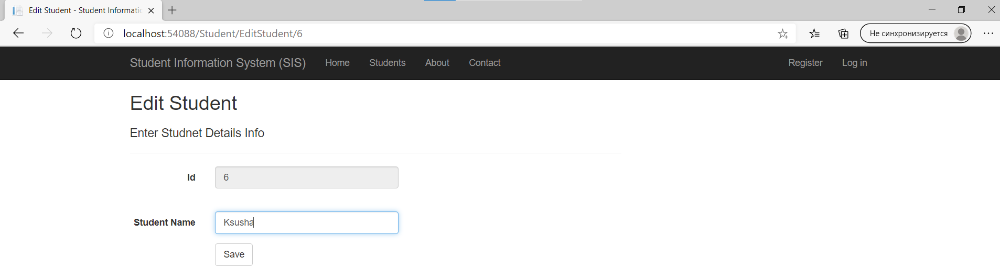 Edit Student - Student Informatic
localhost:54088/Student/EditStudent/6
Не синхронизируется
Student Information System (SIS) Home Students About Contact Register Log in
Edit Student
Enter Studnet Details Info
Id 6
Student Name Ksusha
Save